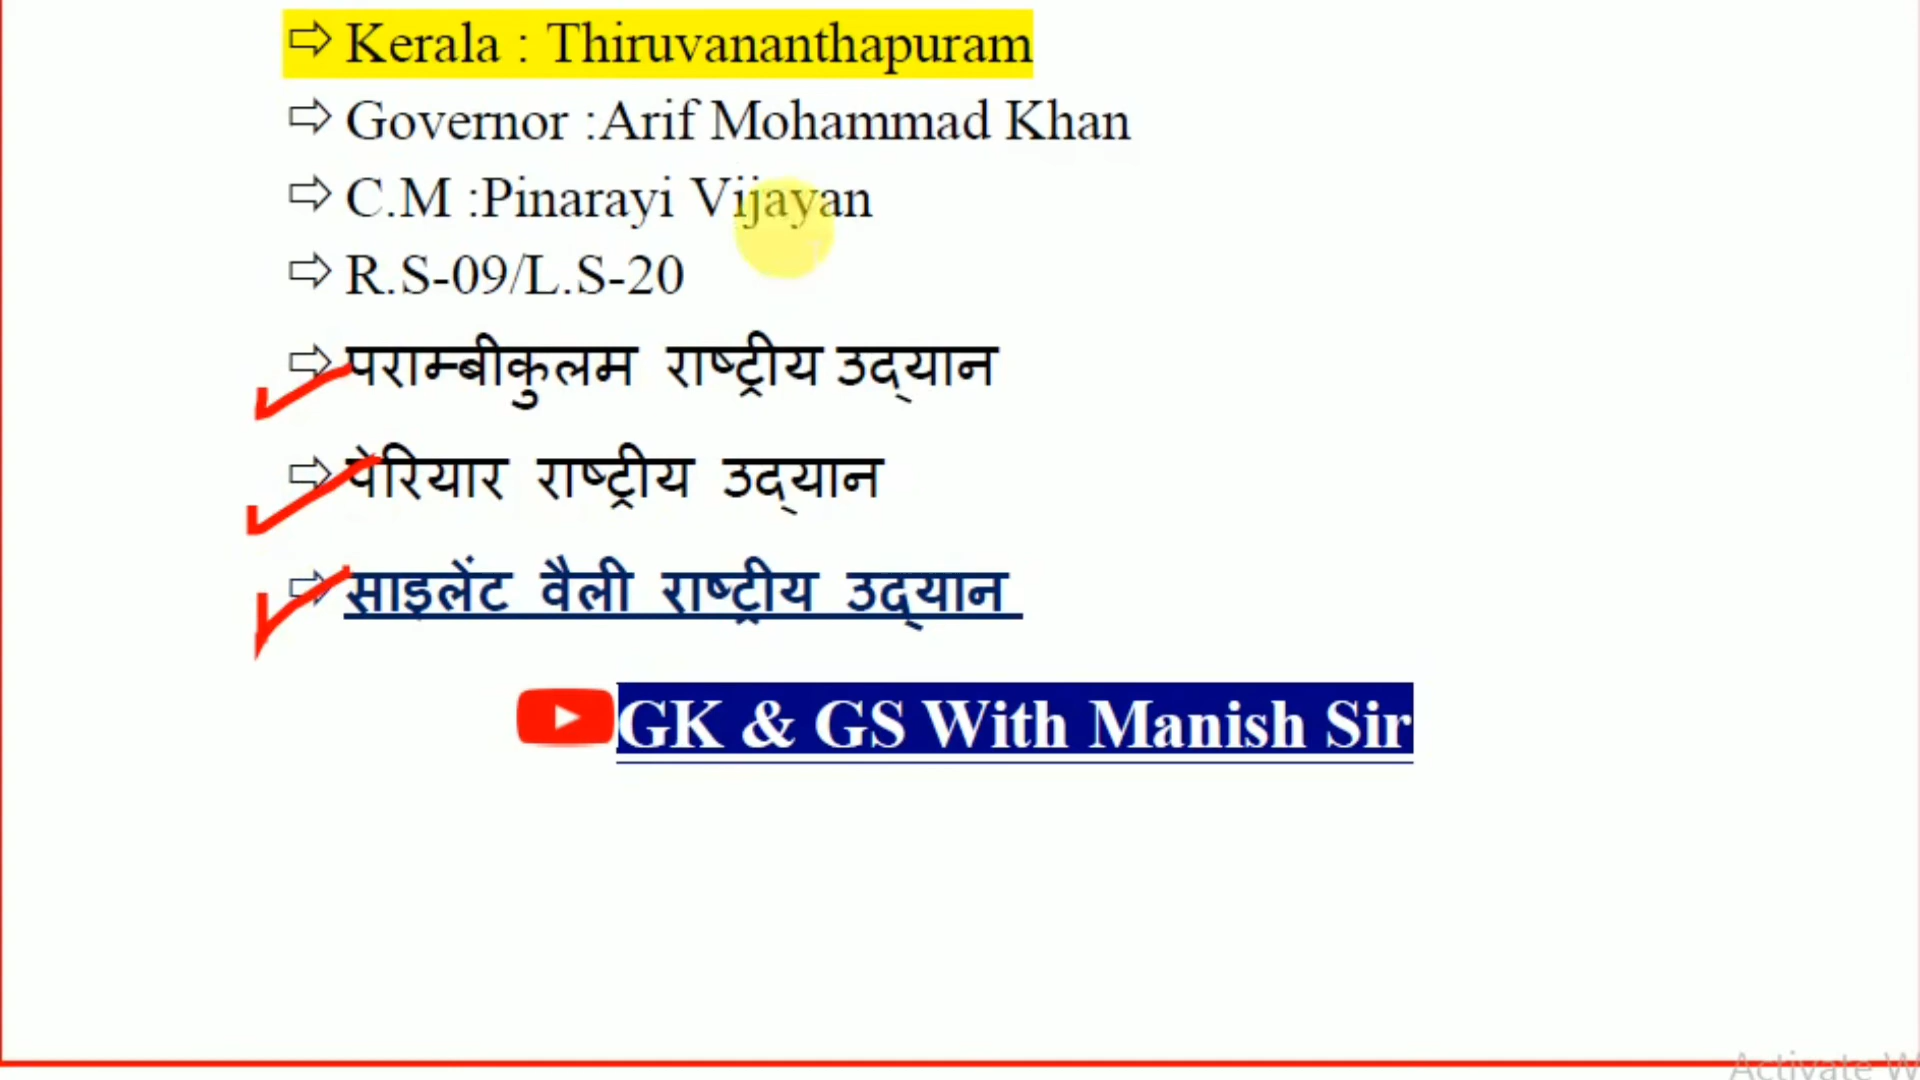 ⇨ Kerala : Thiruvananthapuram
⇨ Governor :Arif Mohammad Khan
⇨ C.M :Pinarayi Vijayan
⇨ R.S-09/L.S-20
⇨ पराम्बीकुलम राष्ट्रीय उद्यान
⇨ पेरियार राष्ट्रीय उद्यान
⇨ साइलेंट वैली राष्ट्रीय उद्यान
GK & GS With Manish Sir
Activate W